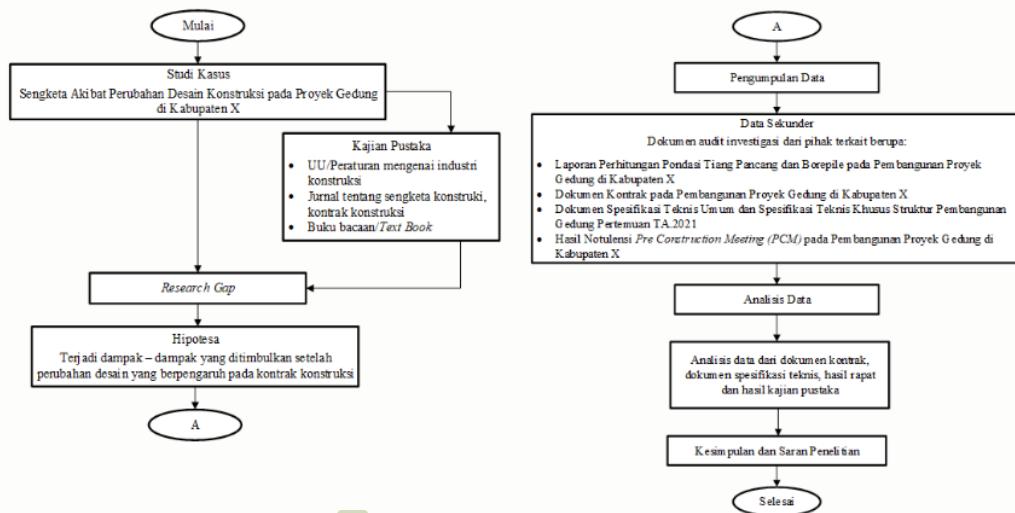 Mulai
Studi Kasus
Sengketa Akibat Perubahan Desain Konstruksi pada Proyek Gedung
di Kabupaten X
Kajian Pustaka
• UU/Peraturan mengenai industri
konstruksi
• Jurnal tentang sengketa konstruki,
kontrak konstruksi
• Buku bacaan/Text Book
Research Gap
Hipotesa
Terjadi dampak – dampak yang ditimbulkan setelah
perubahan desain yang berpengaruh pada kontrak konstruksi
A
A
Pengumpulan Data
Data Sekunder
Dokumen audit investigasi dari pihak terkait berupa:
• Laporan Perhitungan Pondasi Tiang Pancang dan Borepile pada Pembangunan Proyek
Gedung di Kabupaten X
• Dokumen Kontrak pada Pembangunan Proyek Gedung di Kabupaten X
• Dokumen Spesifikasi Teknis Umum dan Spesifikasi Teknis Khusus Struktur Pembangunan
Gedung Pertemuan TA.2021
• Hasil Notulensi Pre Construction Meeting (PCM) pada Pembangunan Proyek Gedung di
Kabupaten X
Analisis Data
Analisis data dari dokumen kontrak,
dokumen spesifikasi teknis, hasil rapat
dan hasil kajian pustaka
Kesimpulan dan Saran Penelitian
Selesai